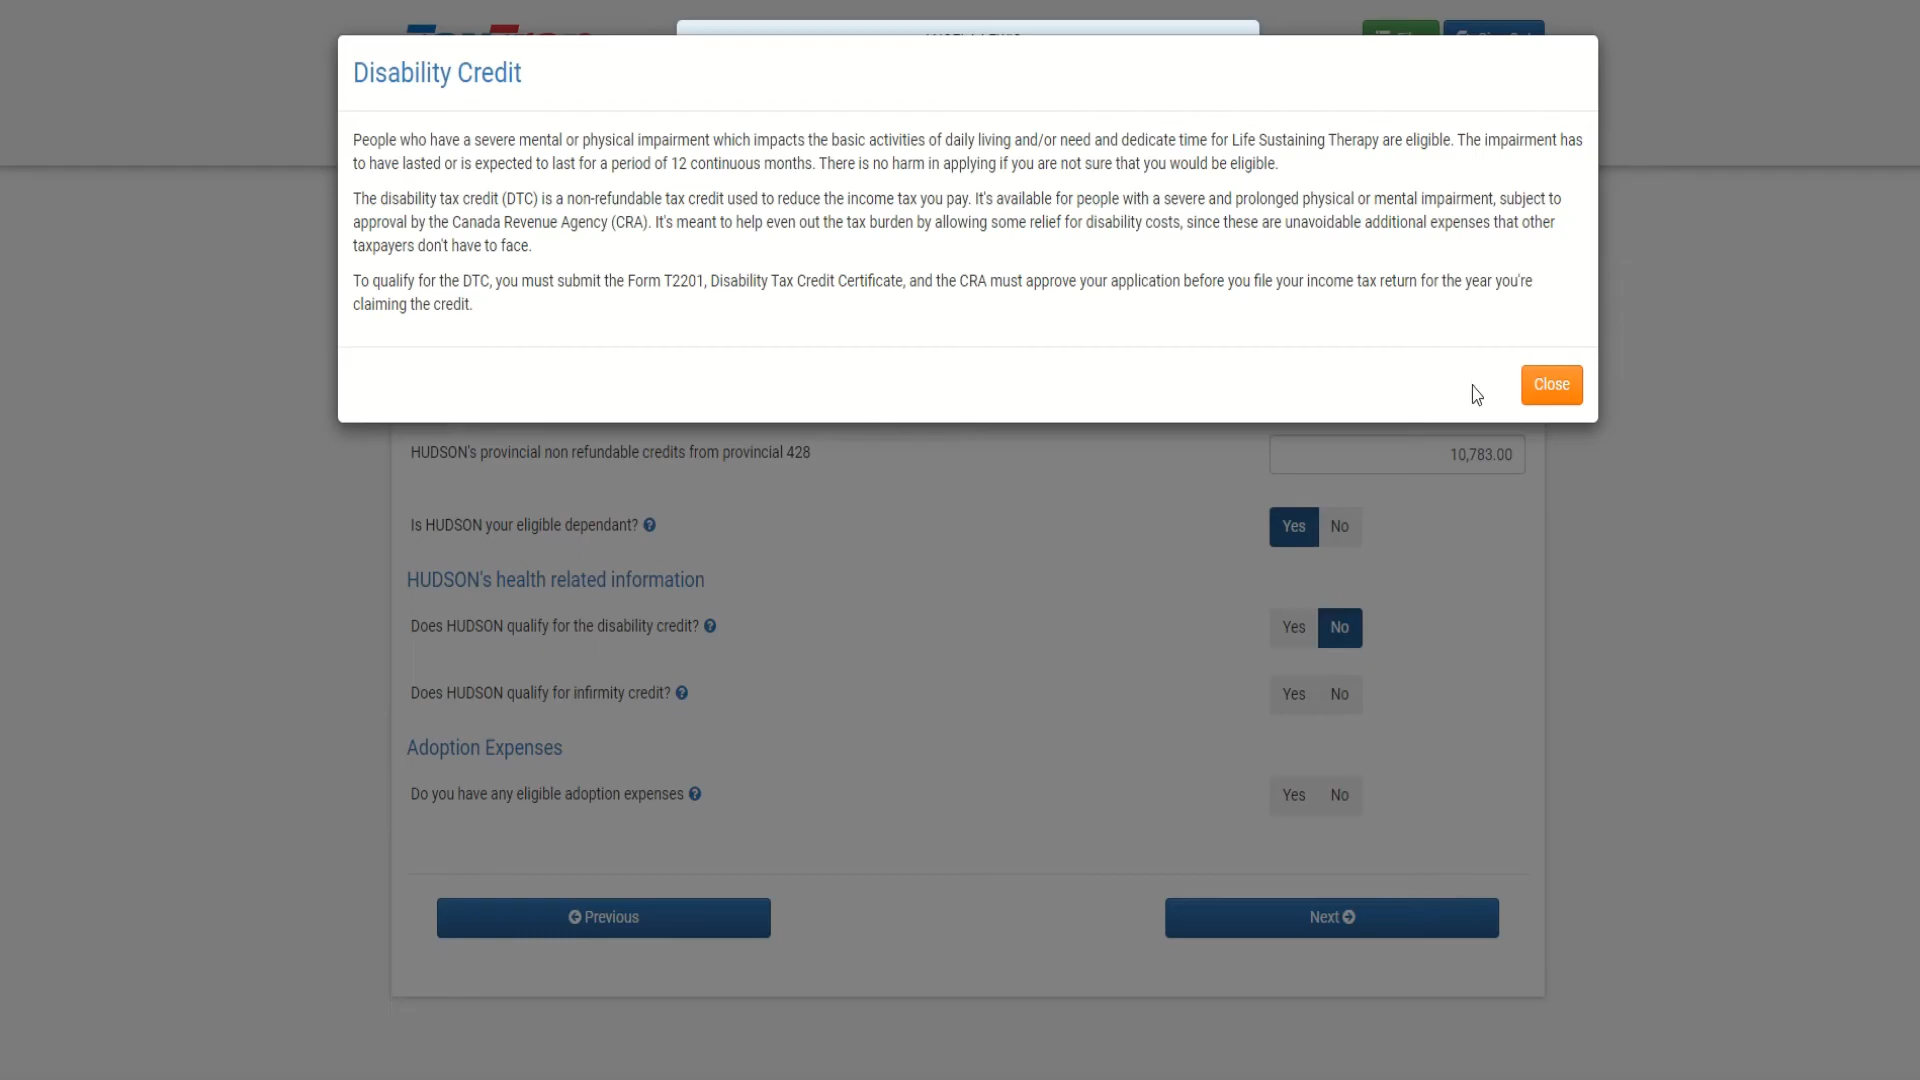 Disability Credit
People who have a severe mental or physical impairment which impacts the basic activities of daily living and/or need and dedicate time for Life Sustaining Therapy are eligible. The impairment has
to have lasted or is expected to last for a period of 12 continuous months. There is no harm in applying if you are not sure that you would be eligible.
The disability tax credit (DTC) is a non-refundable tax credit used to reduce the income tax you pay. It's available for people with a severe and prolonged physical or mental impairment, subject to
approval by the Canada Revenue Agency (CRA). It's meant to help even out the tax burden by allowing some relief for disability costs, since these are unavoidable additional expenses that other
taxpayers don't have to face.
To qualify for the DTC, you must submit the Form T2201, Disability Tax Credit Certificate, and the CRA must approve your application before you file your income tax return for the year you're
claiming the credit.
Close
HUDSON's provincial non refundable credits from provincial 428 10,783.00
Is HUDSON your eligible dependant? Yes No
HUDSON's health related information
Does HUDSON qualify for the disability credit? Yes No
Does HUDSON qualify for infirmity credit? Yes No
Adoption Expenses
Do you have any eligible adoption expenses Yes No
Previous Next